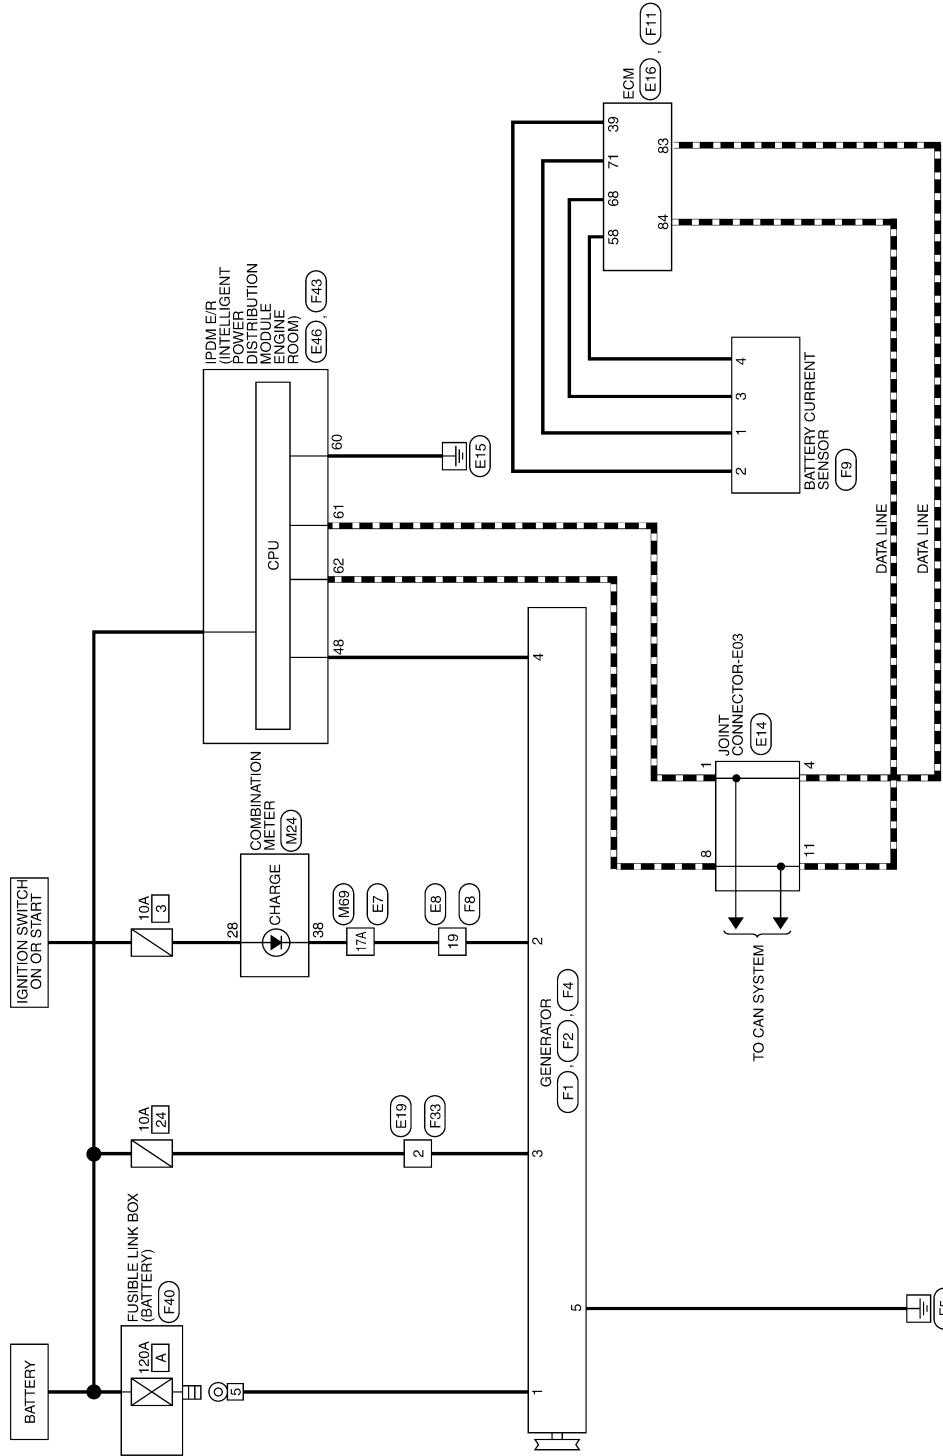 BATTERY
FUSIBLE LINK BOX
(BATTERY)
F40
120A
A
5
10A
24
E19
F33
2
IGNITION SWITCH
ON OR START
10A
3
28
COMBINATION
METER
M24
CHARGE
38
M69
E7
17A
E8
F8
19
IPDM E/R
(INTELLIGENT
POWER
DISTRIBUTION
MODULE
ENGINE
ROOM)
E46 , F43
CPU
48
62
61
60
E15
1
3
2
4
GENERATOR
F1 , F2 , F4
5
ECM
E16 , F11
58
68
71
39
84
83
2
1
3
4
BATTERY CURRENT
SENSOR
F9
JOINT
CONNECTOR-E03
E14
8
1
11
4
TO CAN SYSTEM
DATA LINE
DATA LINE